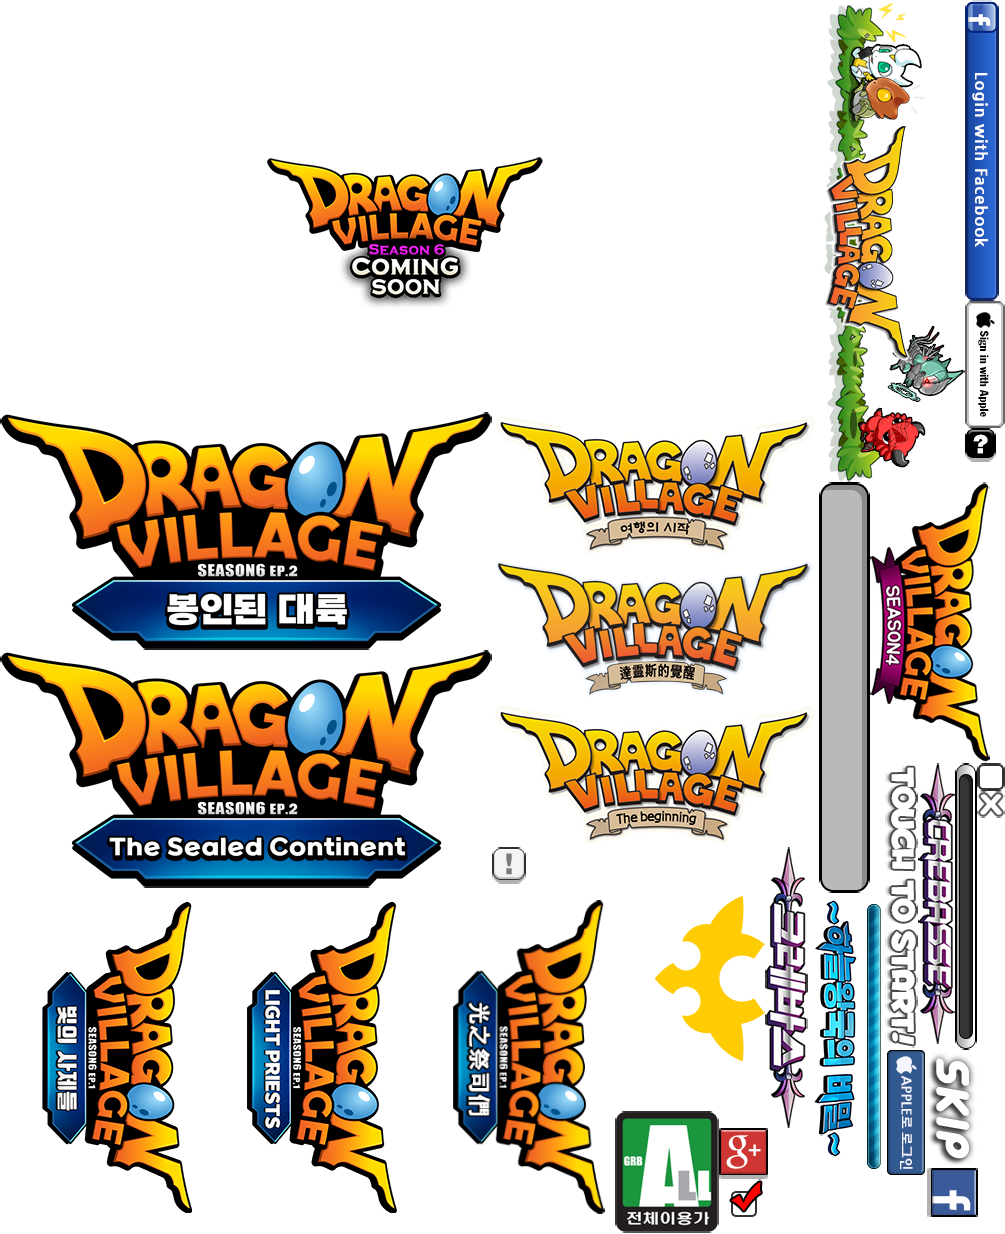 DRAGON
VILLAGE
SEASON 6
COMING
SOON
DRAGON
VILLAGE
f Login with Facebook
Sign in with Apple
?
DRAGON
VILLAGE
SEASON6 EP.2
봉인된 대륙
DRAGON
VILLAGE
여행의 시작
DRAGON
VILLAGE
達靈斯的覺醒
DRAGON
VILLAGE
SEASON4
DRAGON
VILLAGE
SEASON6 EP.2
The Sealed Continent
DRAGON
VILLAGE
The beginning
!
TOUCH TO START!
CREBASSE
크레바스
~하늘왕국의 비밀~
DRAGON
VILLAGE
SEASON6 EP.1
빛의 사제들
DRAGON
VILLAGE
SEASON6 EP.1
LIGHT PRIESTS
DRAGON
VILLAGE
SEASON6 EP.1
光之祭司們
APPLE로 로그인
SKIP
GRB
ALL
전체이용가
g+
f